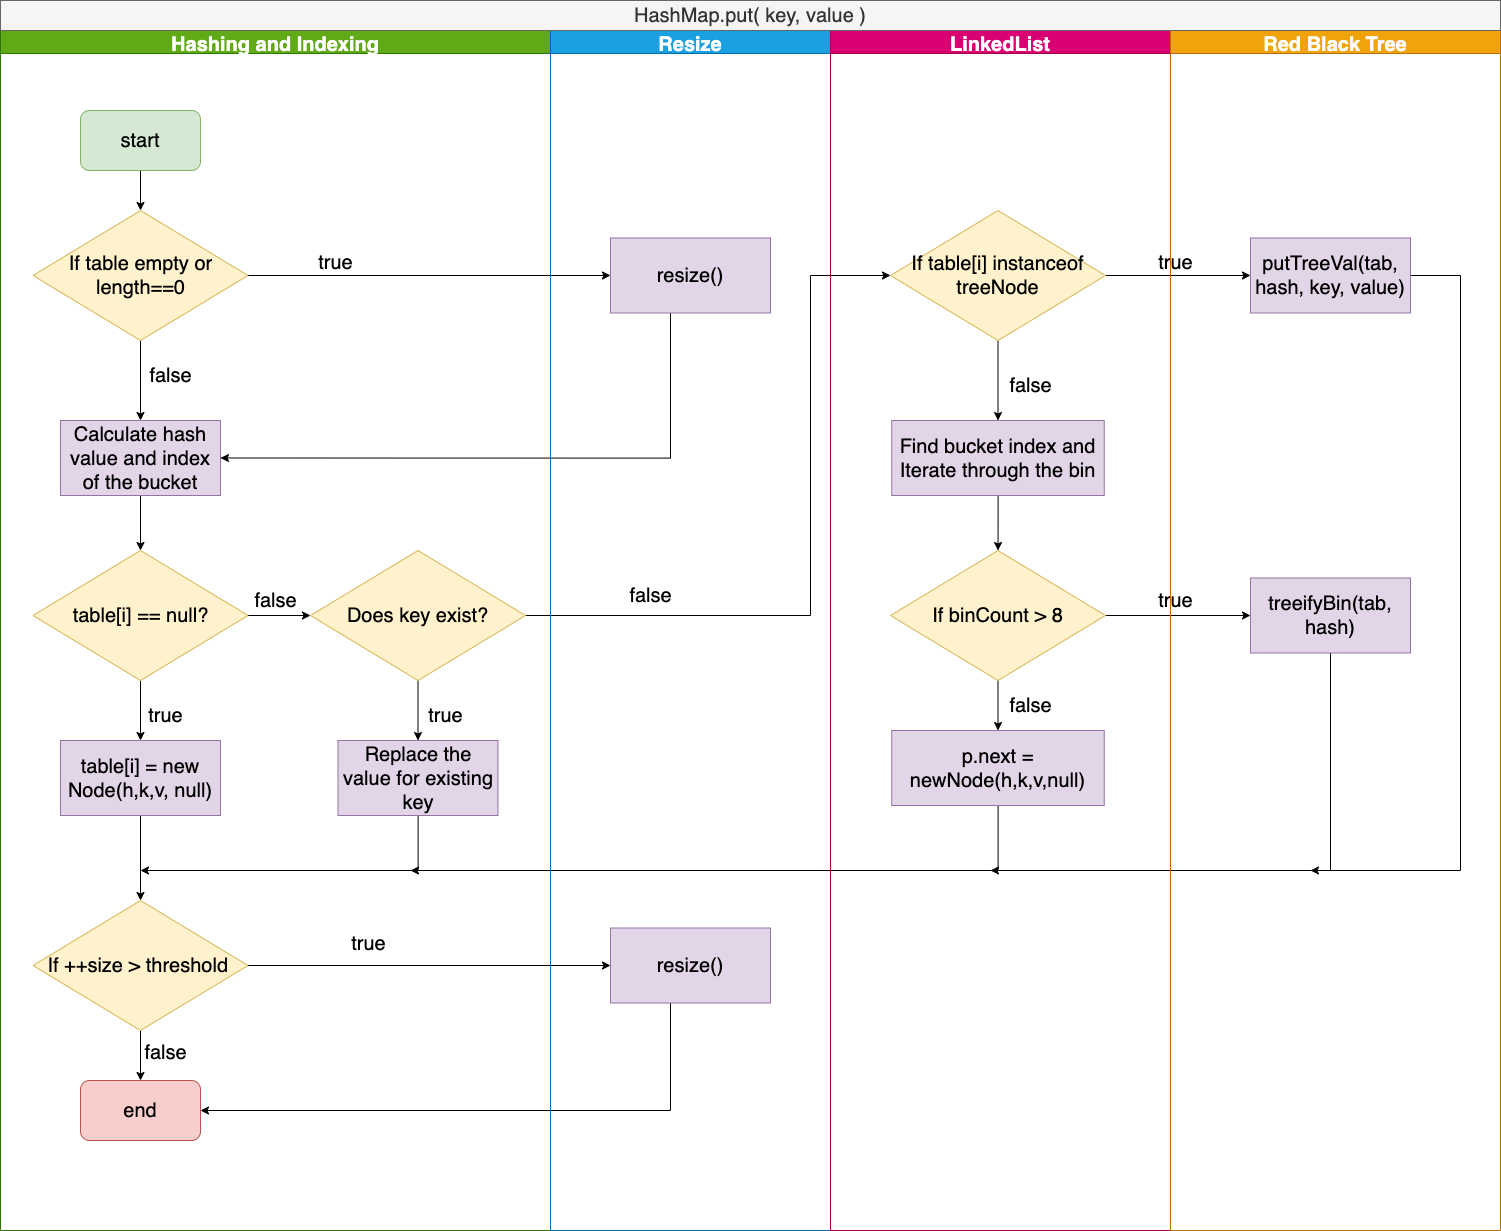 HashMap.put( key, value )
Hashing and Indexing
Resize
LinkedList
Red Black Tree
start
If table empty or
length==0
true
resize()
If table[i] instanceof
treeNode
true
putTreeVal(tab,
hash, key, value)
false
false
Calculate hash
value and index
of the bucket
Find bucket index and
Iterate through the bin
table[i] == null?
false
Does key exist?
false
If binCount > 8
true
treeifyBin(tab,
hash)
true
true
false
table[i] = new
Node(h,k,v, null)
Replace the
value for existing
key
p.next =
newNode(h,k,v,null)
If ++size > threshold
true
resize()
false
end